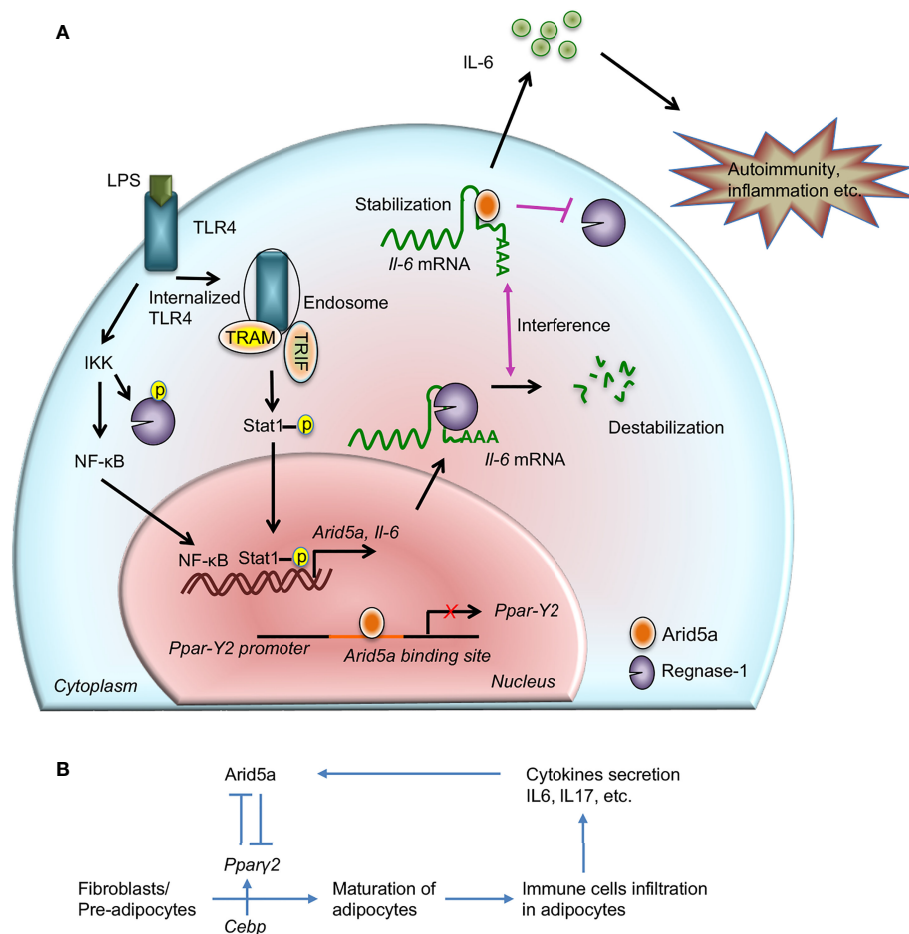 A
IL-6
Autoimmunity,
inflammation etc.
LPS
TLR4
Stabilization
Il-6 mRNA
AAA
Internalized
TLR4
Endosome
TRAM
TRIF
Interference
IKK
p
Stat1
p
AAA
Il-6 mRNA
Destabilization
NF-κB
NF-κB
Stat1
p
Arid5a, Il-6
X
Ppar-Y2
Ppar-Y2 promoter
Arid5a binding site
Arid5a
Regnase-1
Cytoplasm
Nucleus
B
Arid5a
Cytokines secretion
IL6, IL17, etc.
Pparγ2
Fibroblasts/
Pre-adipocytes
Maturation of
adipocytes
Immune cells infiltration
in adipocytes
Cebp